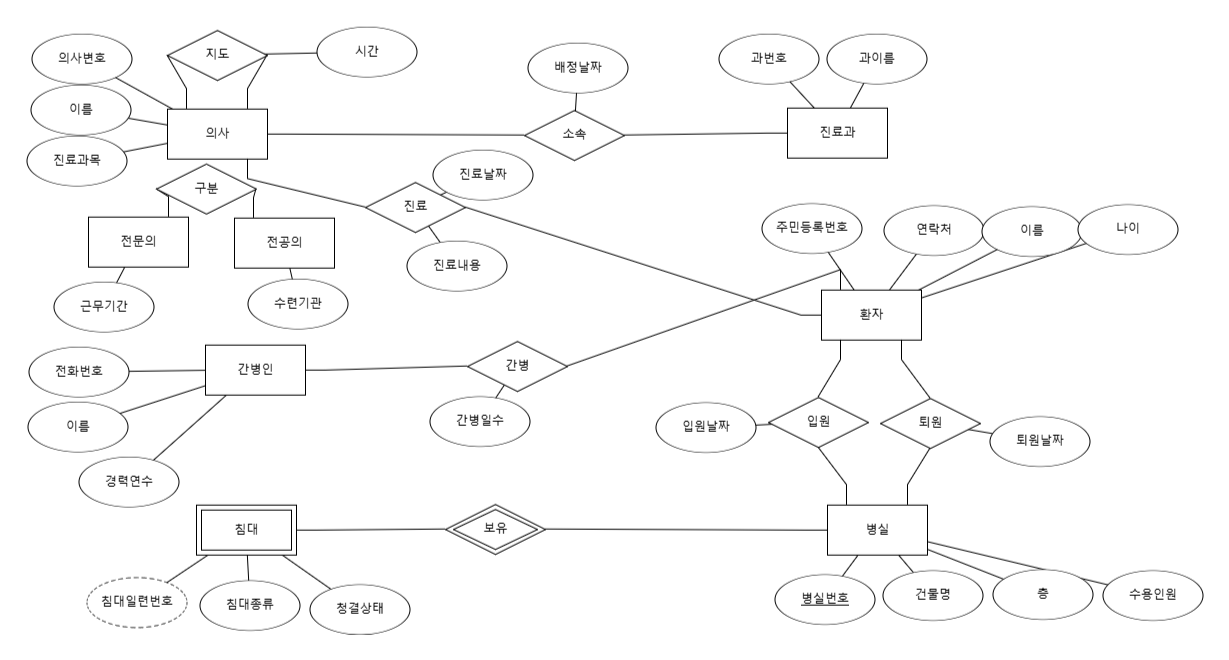 지도
시간
의사번호
배정날짜
과번호
과이름
이름
의사
소속
진료과
진료과목
진료날짜
구분
진료
전문의
전공의
주민등록번호
연락처
이름
나이
진료내용
근무기간
수련기관
환자
전화번호
간병인
간병
이름
간병일수
입원날짜
입원
퇴원
퇴원날짜
경력연수
침대
보유
병실
침대일련번호
침대종류
청결상태
병실번호
건물명
층
수용인원